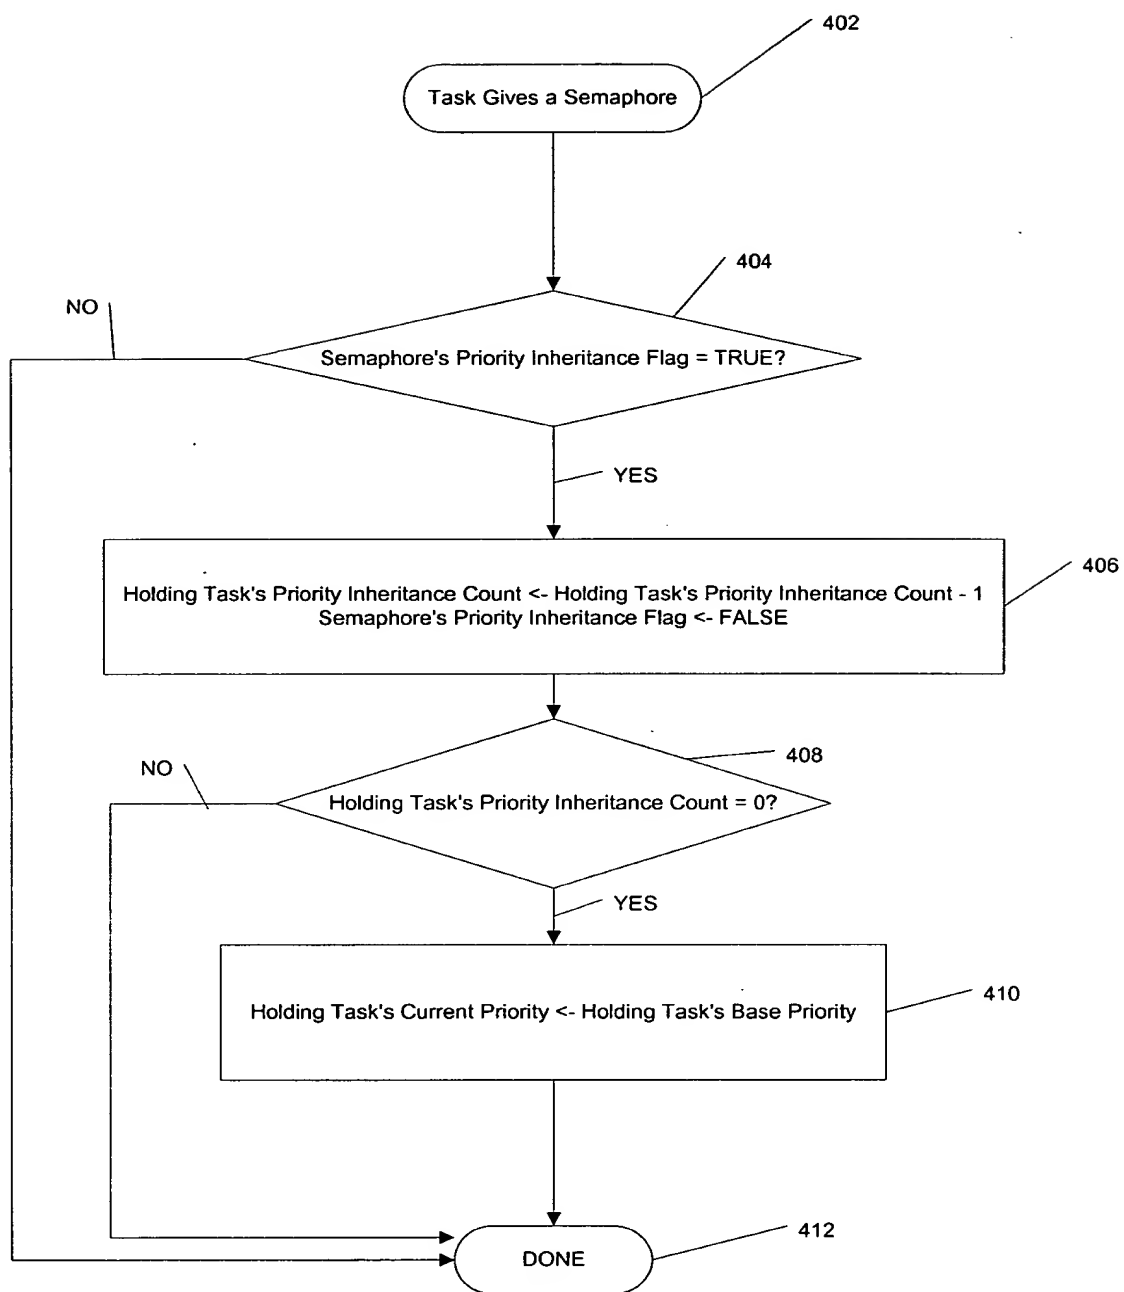 402
Task Gives a Semaphore
404
NO
Semaphore's Priority Inheritance Flag = TRUE?
YES
406
Holding Task's Priority Inheritance Count <- Holding Task's Priority Inheritance Count - 1
Semaphore's Priority Inheritance Flag <- FALSE
408
NO
Holding Task's Priority Inheritance Count = 0?
YES
410
Holding Task's Current Priority <- Holding Task's Base Priority
412
DONE